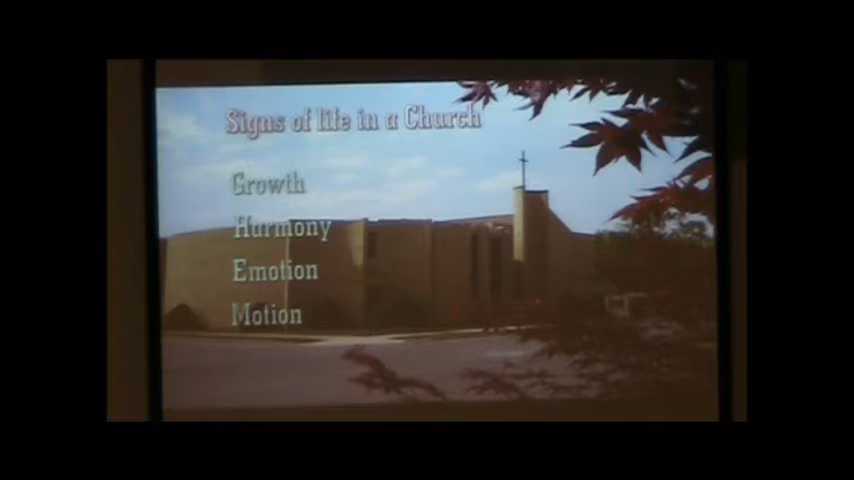 Signs of life in a Church
Growth
Harmony
Emotion
Motion